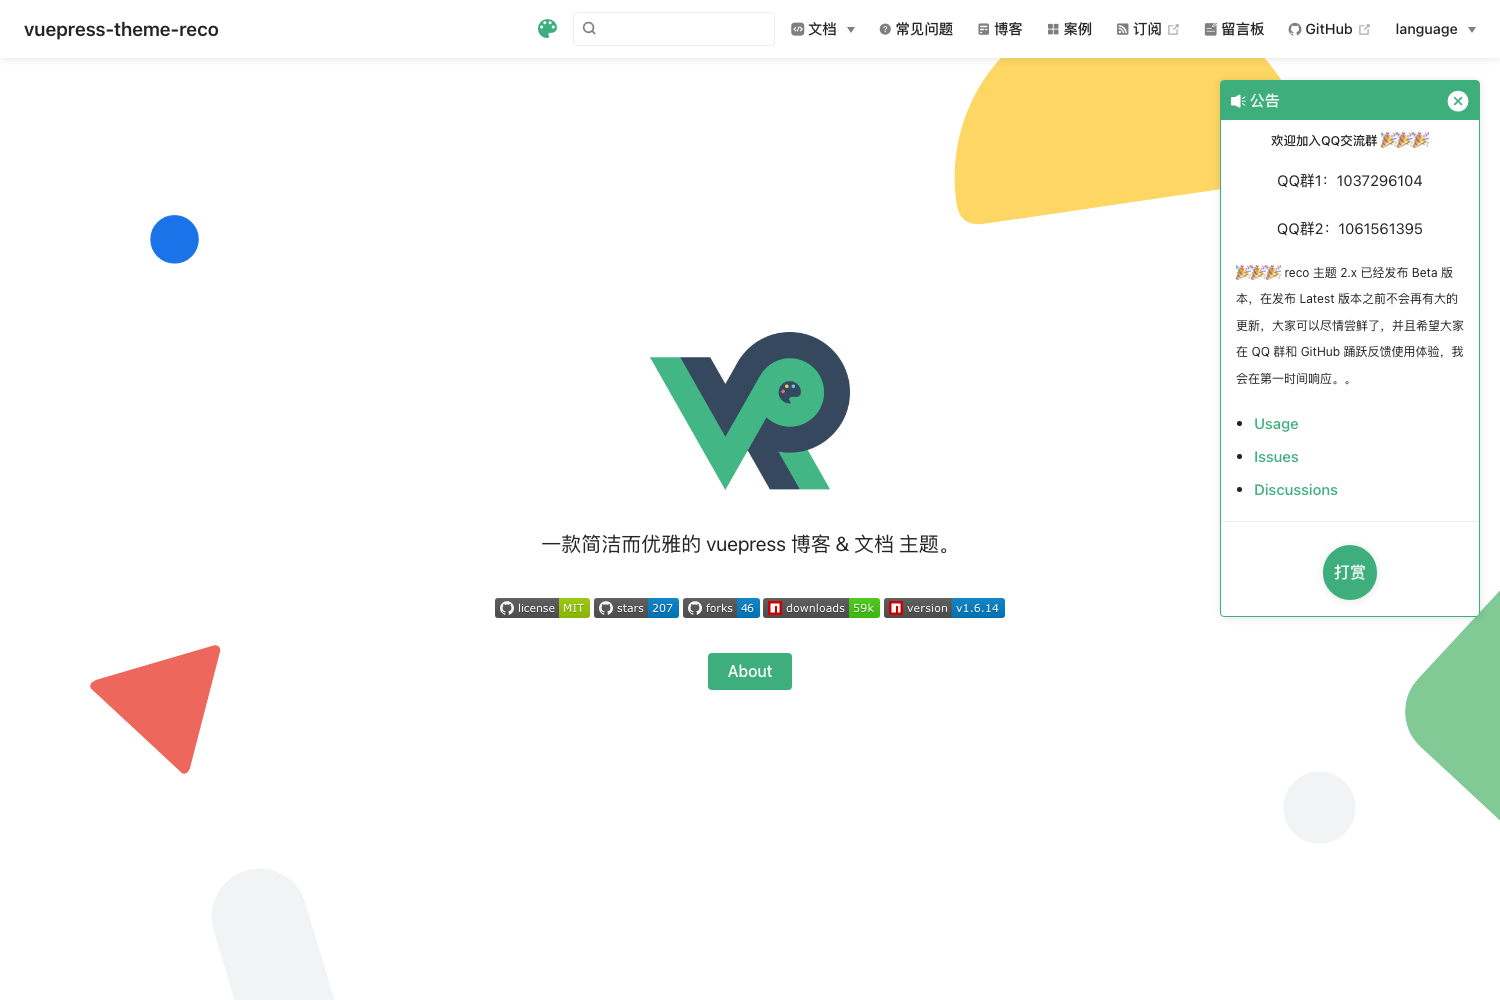 vuepress-theme-reco
文档
常见问题
博客
案例
订阅
留言板
GitHub
language
公告
欢迎加入QQ交流群 🎉🎉🎉
QQ群1：1037296104
QQ群2：1061561395
🎉🎉🎉 reco 主题 2.x 已经发布 Beta 版
本，在发布 Latest 版本之前不会再有大的
更新，大家可以尽情尝鲜了，并且希望大家
在 QQ 群和 GitHub 踊跃反馈使用体验，我
会在第一时间响应。。
Usage
Issues
Discussions
打赏
一款简洁而优雅的 vuepress 博客 & 文档 主题。
license MIT
stars 207
forks 46
downloads 59k
version v1.6.14
About